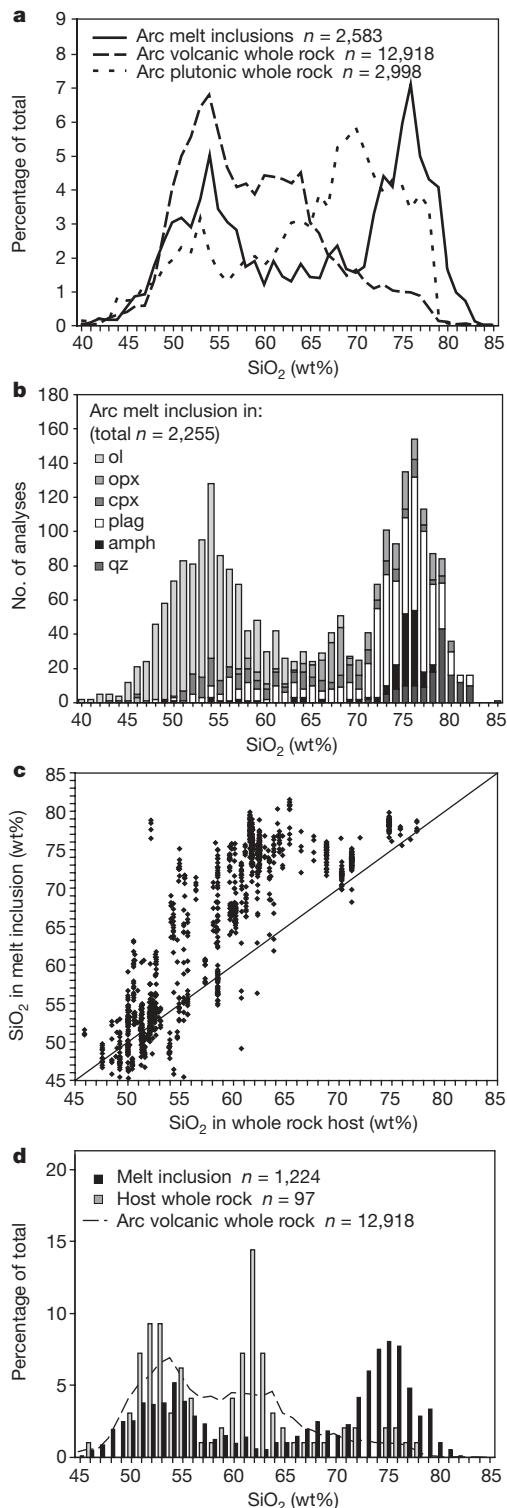 a
9
8
7
6
5
4
3
2
1
0
Percentage of total
Arc melt inclusions n = 2,583
Arc volcanic whole rock n = 12,918
Arc plutonic whole rock n = 2,998
40 45 50 55 60 65 70 75 80 85
SiO₂ (wt%)
b
180
160
140
120
100
80
60
40
20
0
No. of analyses
Arc melt inclusion in:
(total n = 2,255)
ol
opx
cpx
plag
amph
qz
40 45 50 55 60 65 70 75 80 85
SiO₂ (wt%)
c
85
80
75
70
65
60
55
50
45
SiO₂ in melt inclusion (wt%)
45 50 55 60 65 70 75 80 85
SiO₂ in whole rock host (wt%)
d
20
15
10
5
0
Percentage of total
Melt inclusion n = 1,224
Host whole rock n = 97
Arc volcanic whole rock n = 12,918
45 50 55 60 65 70 75 80 85
SiO₂ (wt%)